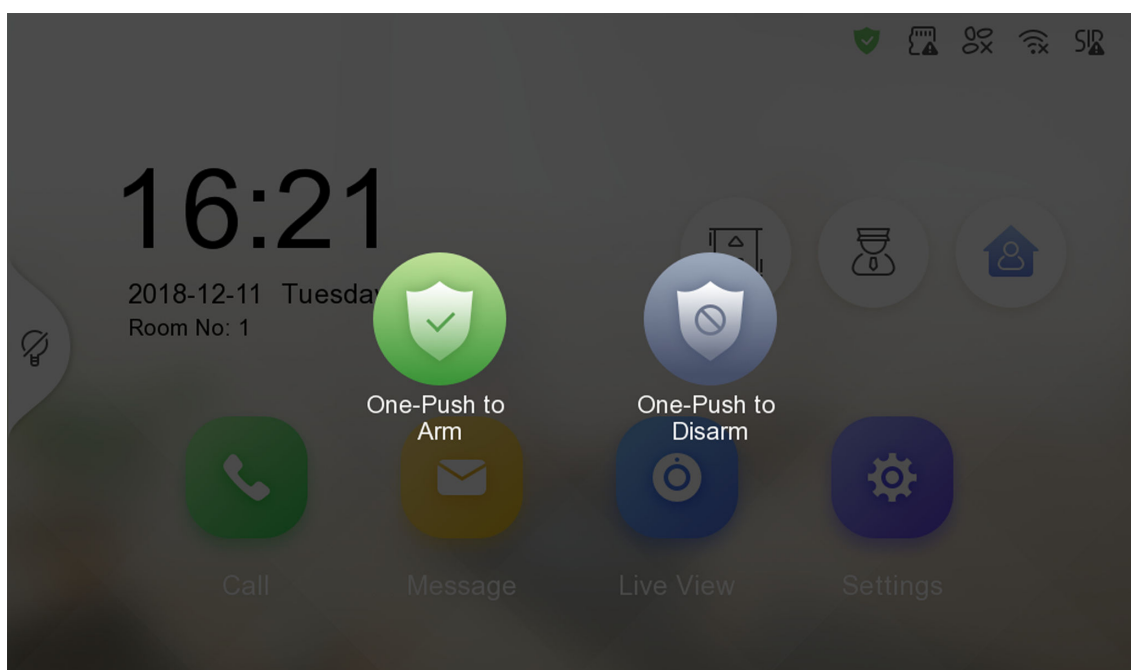 SIP
16:21
2018-12-11 Tuesday
Room No: 1
One-Push to
Arm
One-Push to
Disarm
Call
Message
Live View
Settings